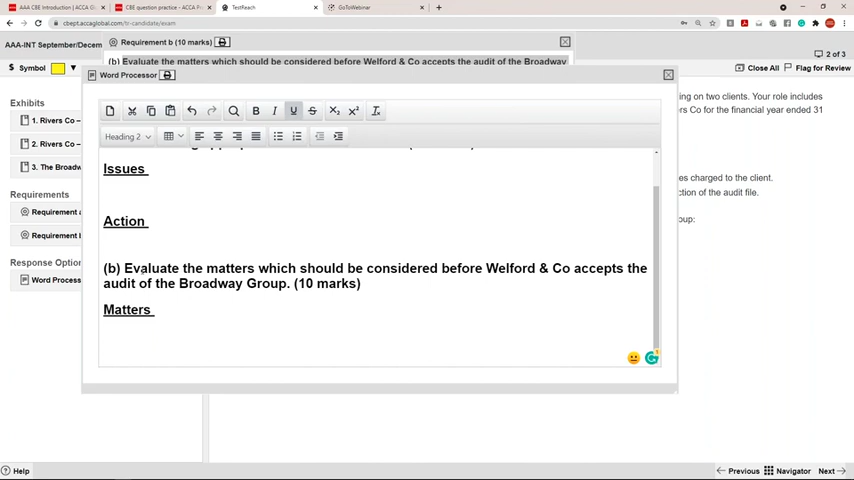 AAA CBE Introduction | ACCA G
CBE question practice - ACCA P
TestReach
GoToWebinar
cbept.accaglobal.com/tr-candidate/exam
AAA-INT September/Decem
Requirement b (10 marks)
2 of 3
(b) Evaluate the matters which should be considered before Welford & Co accepts the audit of the Broadway
Symbol
Word Processor
Close All
Flag for Review
Exhibits
ing on two clients. Your role includes
rs Co for the financial year ended 31
1. Rivers Co –
Heading 2
2. Rivers Co –
3. The Broadw
Issues
es charged to the client.
ction of the audit file.
Requirements
Requirement a
Action
oup:
Requirement b
Response Option
(b) Evaluate the matters which should be considered before Welford & Co accepts the
Word Process
audit of the Broadway Group. (10 marks)
Matters
Help
Previous
Navigator
Next